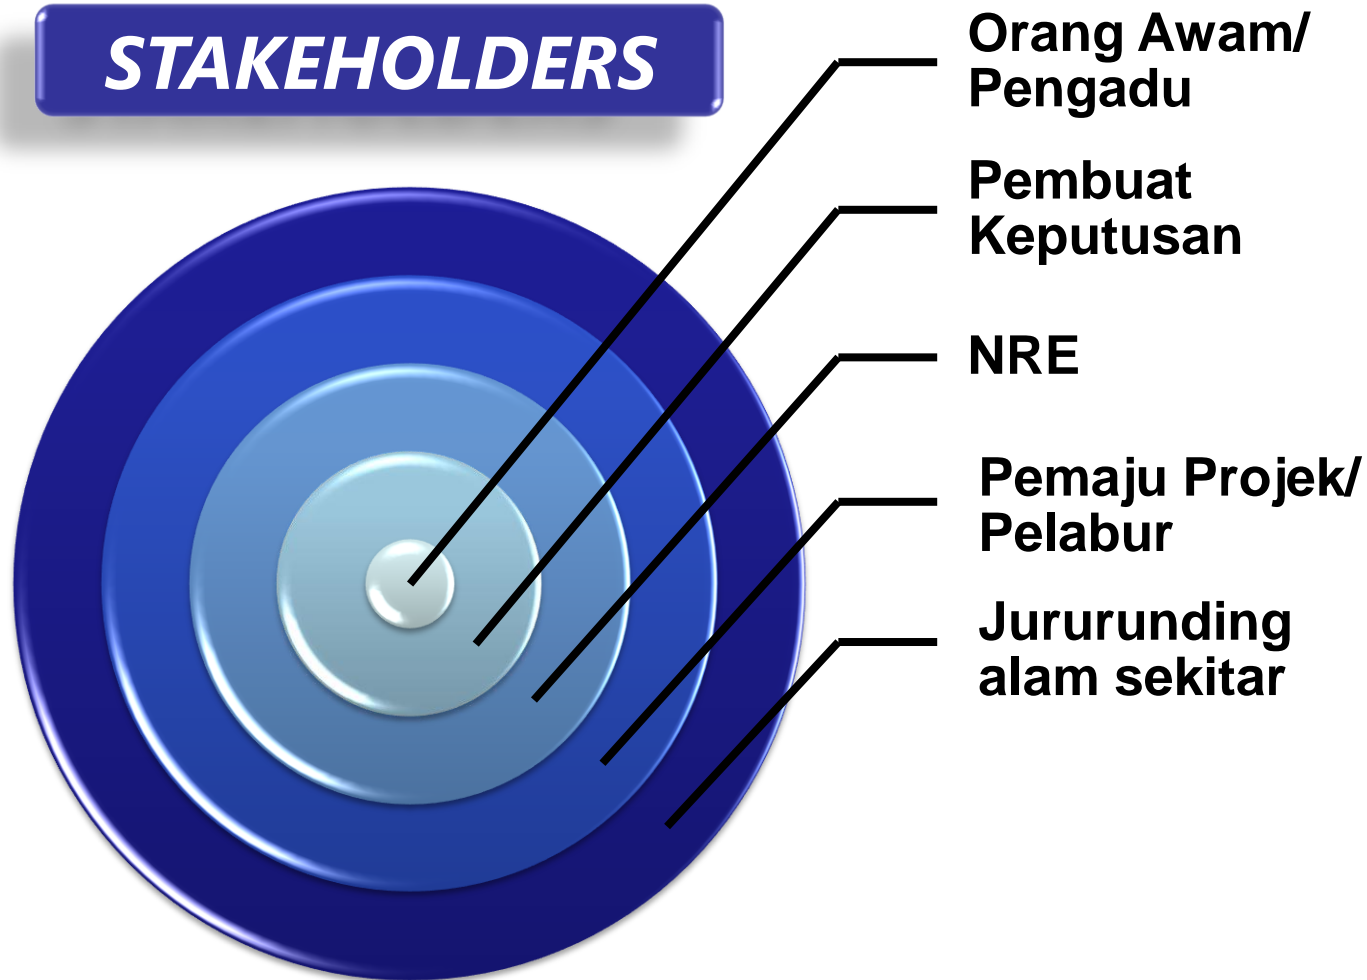 STAKEHOLDERS
Orang Awam/
Pengadu
Pembuat
Keputusan
NRE
Pemaju Projek/
Pelabur
Jururunding
alam sekitar